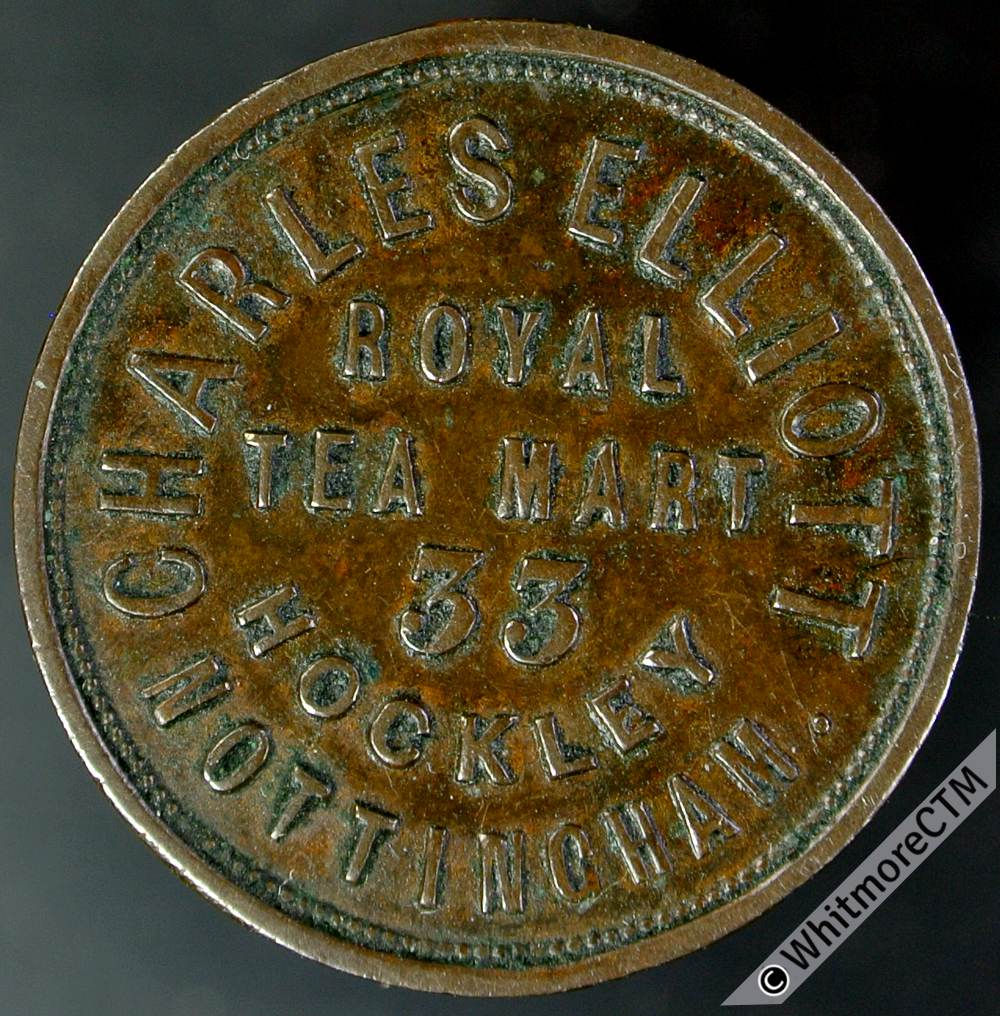 CHARLES ELLIOTT
ROYAL
TEA MART
33
HOCKLEY
NOTTINGHAM.
© WhitmoreCTM